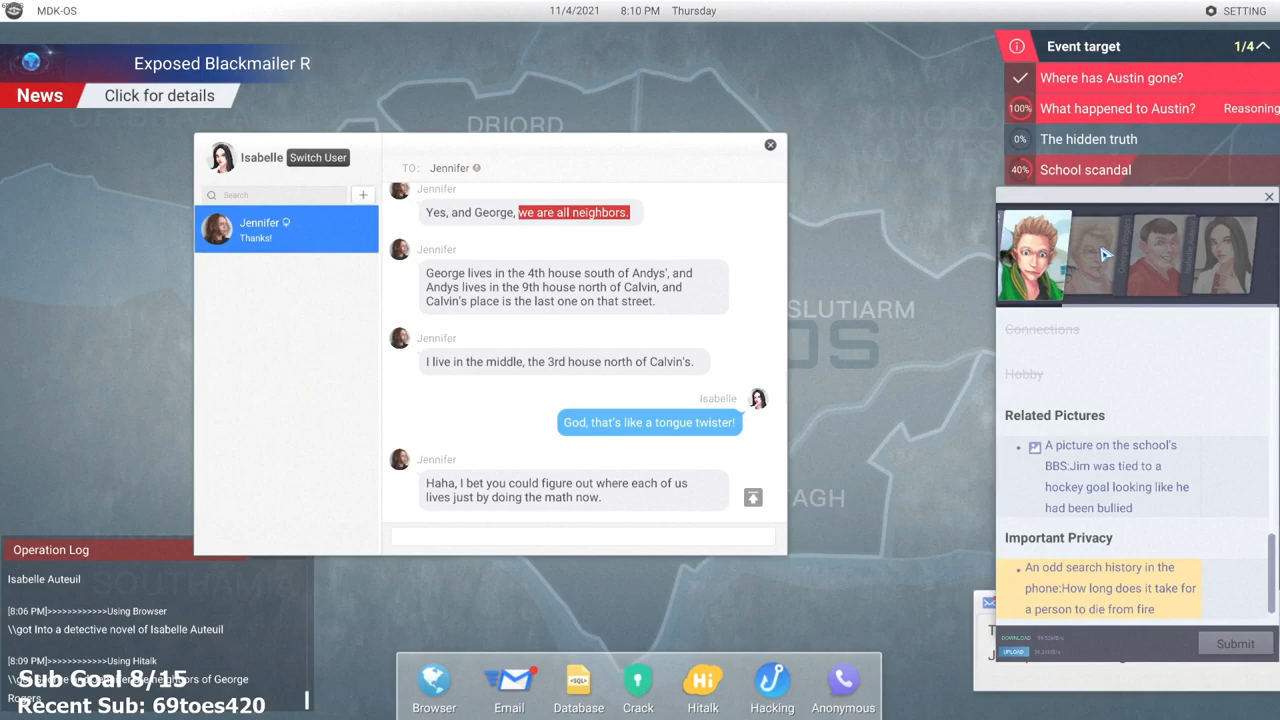 MDK-OS
11/4/2021 8:10 PM Thursday
SETTING
Exposed Blackmailer R
News
Click for details
DRIORD
SLUTIARM
OS
Event target
1/4
Where has Austin gone?
100%
What happened to Austin?
Reasoning
0%
The hidden truth
40%
School scandal
Isabelle
Switch User
Search
+
Jennifer
Thanks!
TO: Jennifer
Jennifer
Yes, and George, we are all neighbors.
Jennifer
George lives in the 4th house south of Andys', and
Andys lives in the 9th house north of Calvin, and
Calvin's place is the last one on that street.
Jennifer
I live in the middle, the 3rd house north of Calvin's.
Isabelle
God, that's like a tongue twister!
Jennifer
Haha, I bet you could figure out where each of us
lives just by doing the math now.
Connections
Hobby
Related Pictures
A picture on the school's
BBS:Jim was tied to a
hockey goal looking like he
had been bullied
Important Privacy
An odd search history in the
phone:How long does it take for
a person to die from fire
DOWNLOAD
UPLOAD
Submit
Operation Log
Isabelle Auteuil
[8:06 PM]>>>>>>>>>>>>Using Browser
\\got Into a detective novel of Isabelle Auteuil
[8:09 PM]>>>>>>>>>>>>Using Hitalk
Sub Goal 8/15
neighbors of George
Rogers
Recent Sub: 69toes420
Browser
Email
Database
Crack
Hitalk
Hacking
Anonymous